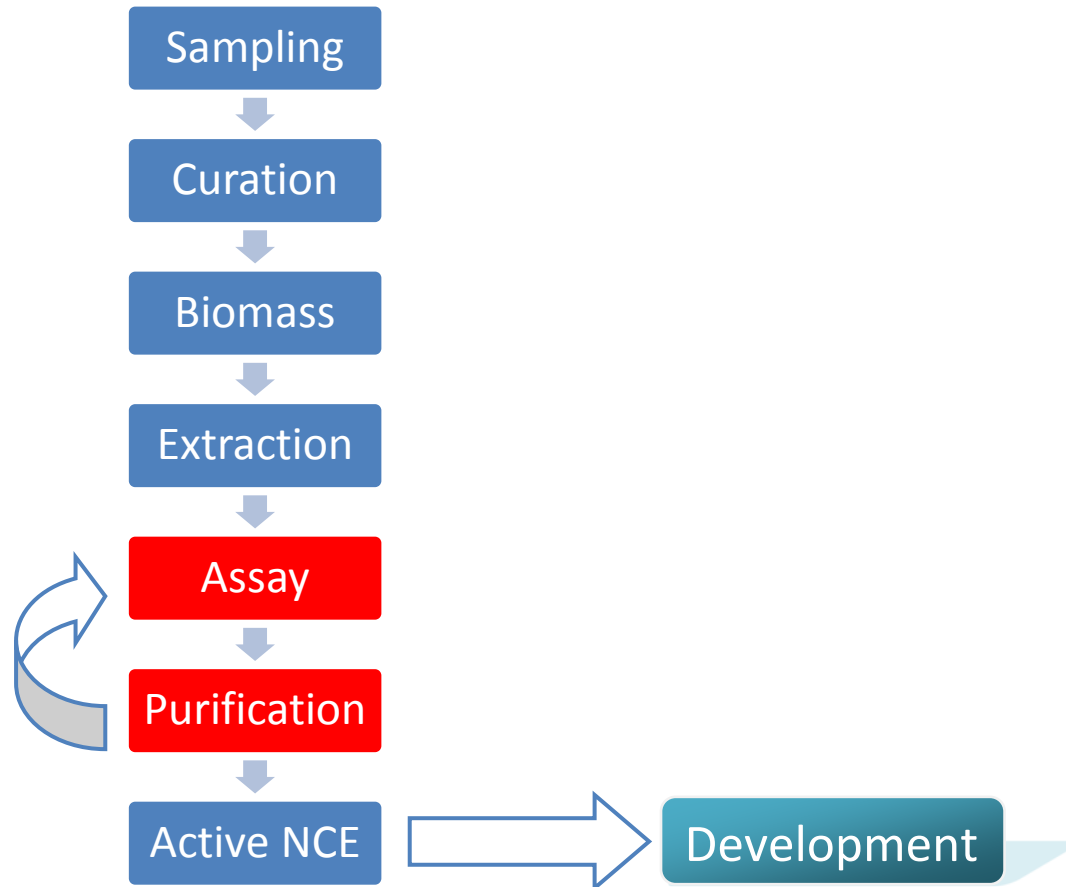 Sampling
Curation
Biomass
Extraction
Assay
Purification
Active NCE
Development